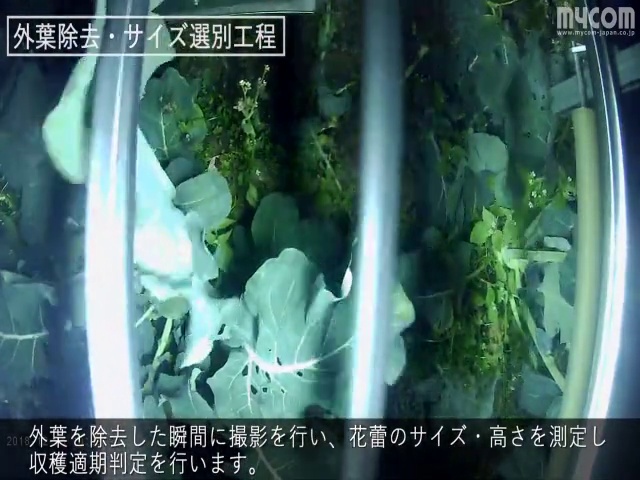 外葉除去・サイズ選別工程
mycom
www.mycom-japan.co.jp
2018
外葉を除去した瞬間に撮影を行い、花蕾のサイズ・高さを測定し
収穫適期判定を行います。